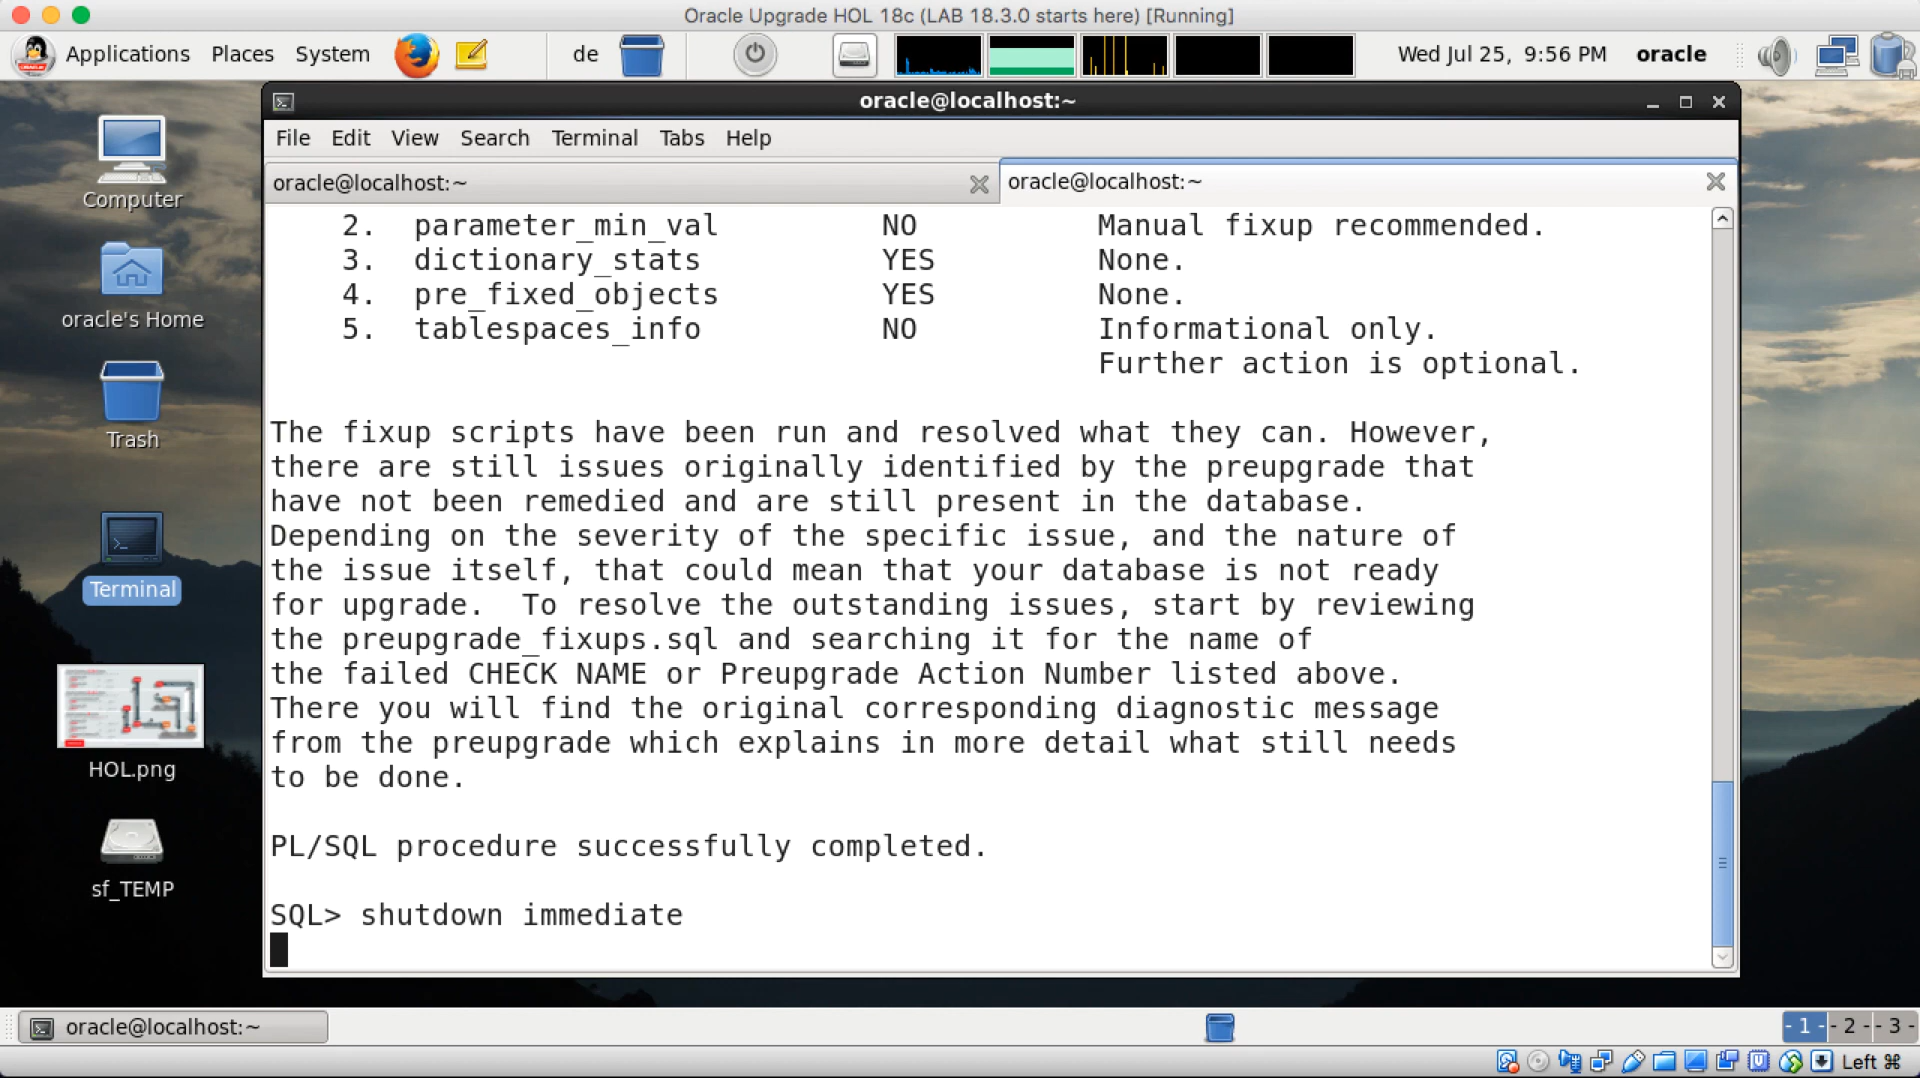 Oracle Upgrade HOL 18c (LAB 18.3.0 starts here) [Running]
Applications Places System de Wed Jul 25, 9:56 PM oracle
oracle@localhost:~
File Edit View Search Terminal Tabs Help
oracle@localhost:~ oracle@localhost:~
2. parameter_min_val NO Manual fixup recommended.
3. dictionary_stats YES None.
4. pre_fixed_objects YES None.
5. tablespaces_info NO Informational only.
Further action is optional.
The fixup scripts have been run and resolved what they can. However,
there are still issues originally identified by the preupgrade that
have not been remedied and are still present in the database.
Depending on the severity of the specific issue, and the nature of
the issue itself, that could mean that your database is not ready
for upgrade.  To resolve the outstanding issues, start by reviewing
the preupgrade_fixups.sql and searching it for the name of
the failed CHECK NAME or Preupgrade Action Number listed above.
There you will find the original corresponding diagnostic message
from the preupgrade which explains in more detail what still needs
to be done.
PL/SQL procedure successfully completed.
SQL> shutdown immediate
Computer
oracle's Home
Trash
Terminal
HOL.png
sf_TEMP
oracle@localhost:~
- 1 - - 2 - - 3 -
Left ⌘